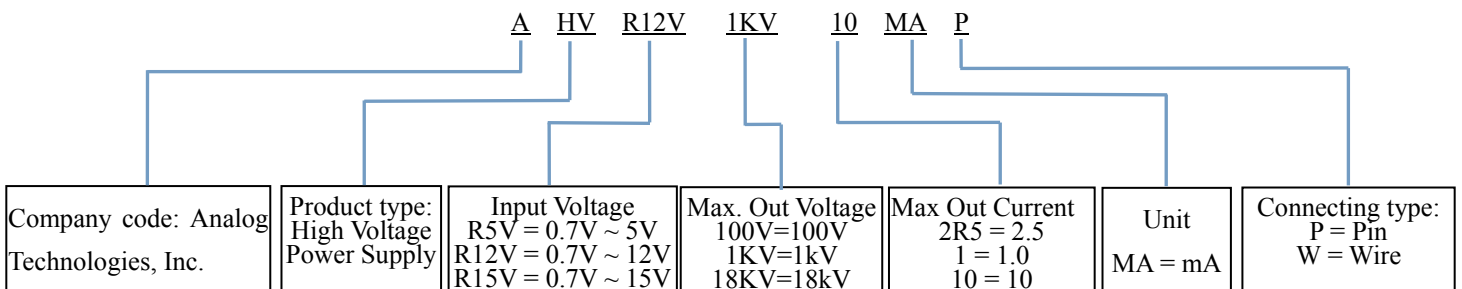 A HV R12V 1KV 10 MA P
Company code: Analog
Technologies, Inc.
Product type:
High Voltage
Power Supply
Input Voltage
R5V = 0.7V ~ 5V
R12V = 0.7V ~ 12V
R15V = 0.7V ~ 15V
Max. Out Voltage
100V=100V
1KV=1kV
18KV=18kV
Max Out Current
2R5 = 2.5
1 = 1.0
10 = 10
Unit
MA = mA
Connecting type:
P = Pin
W = Wire